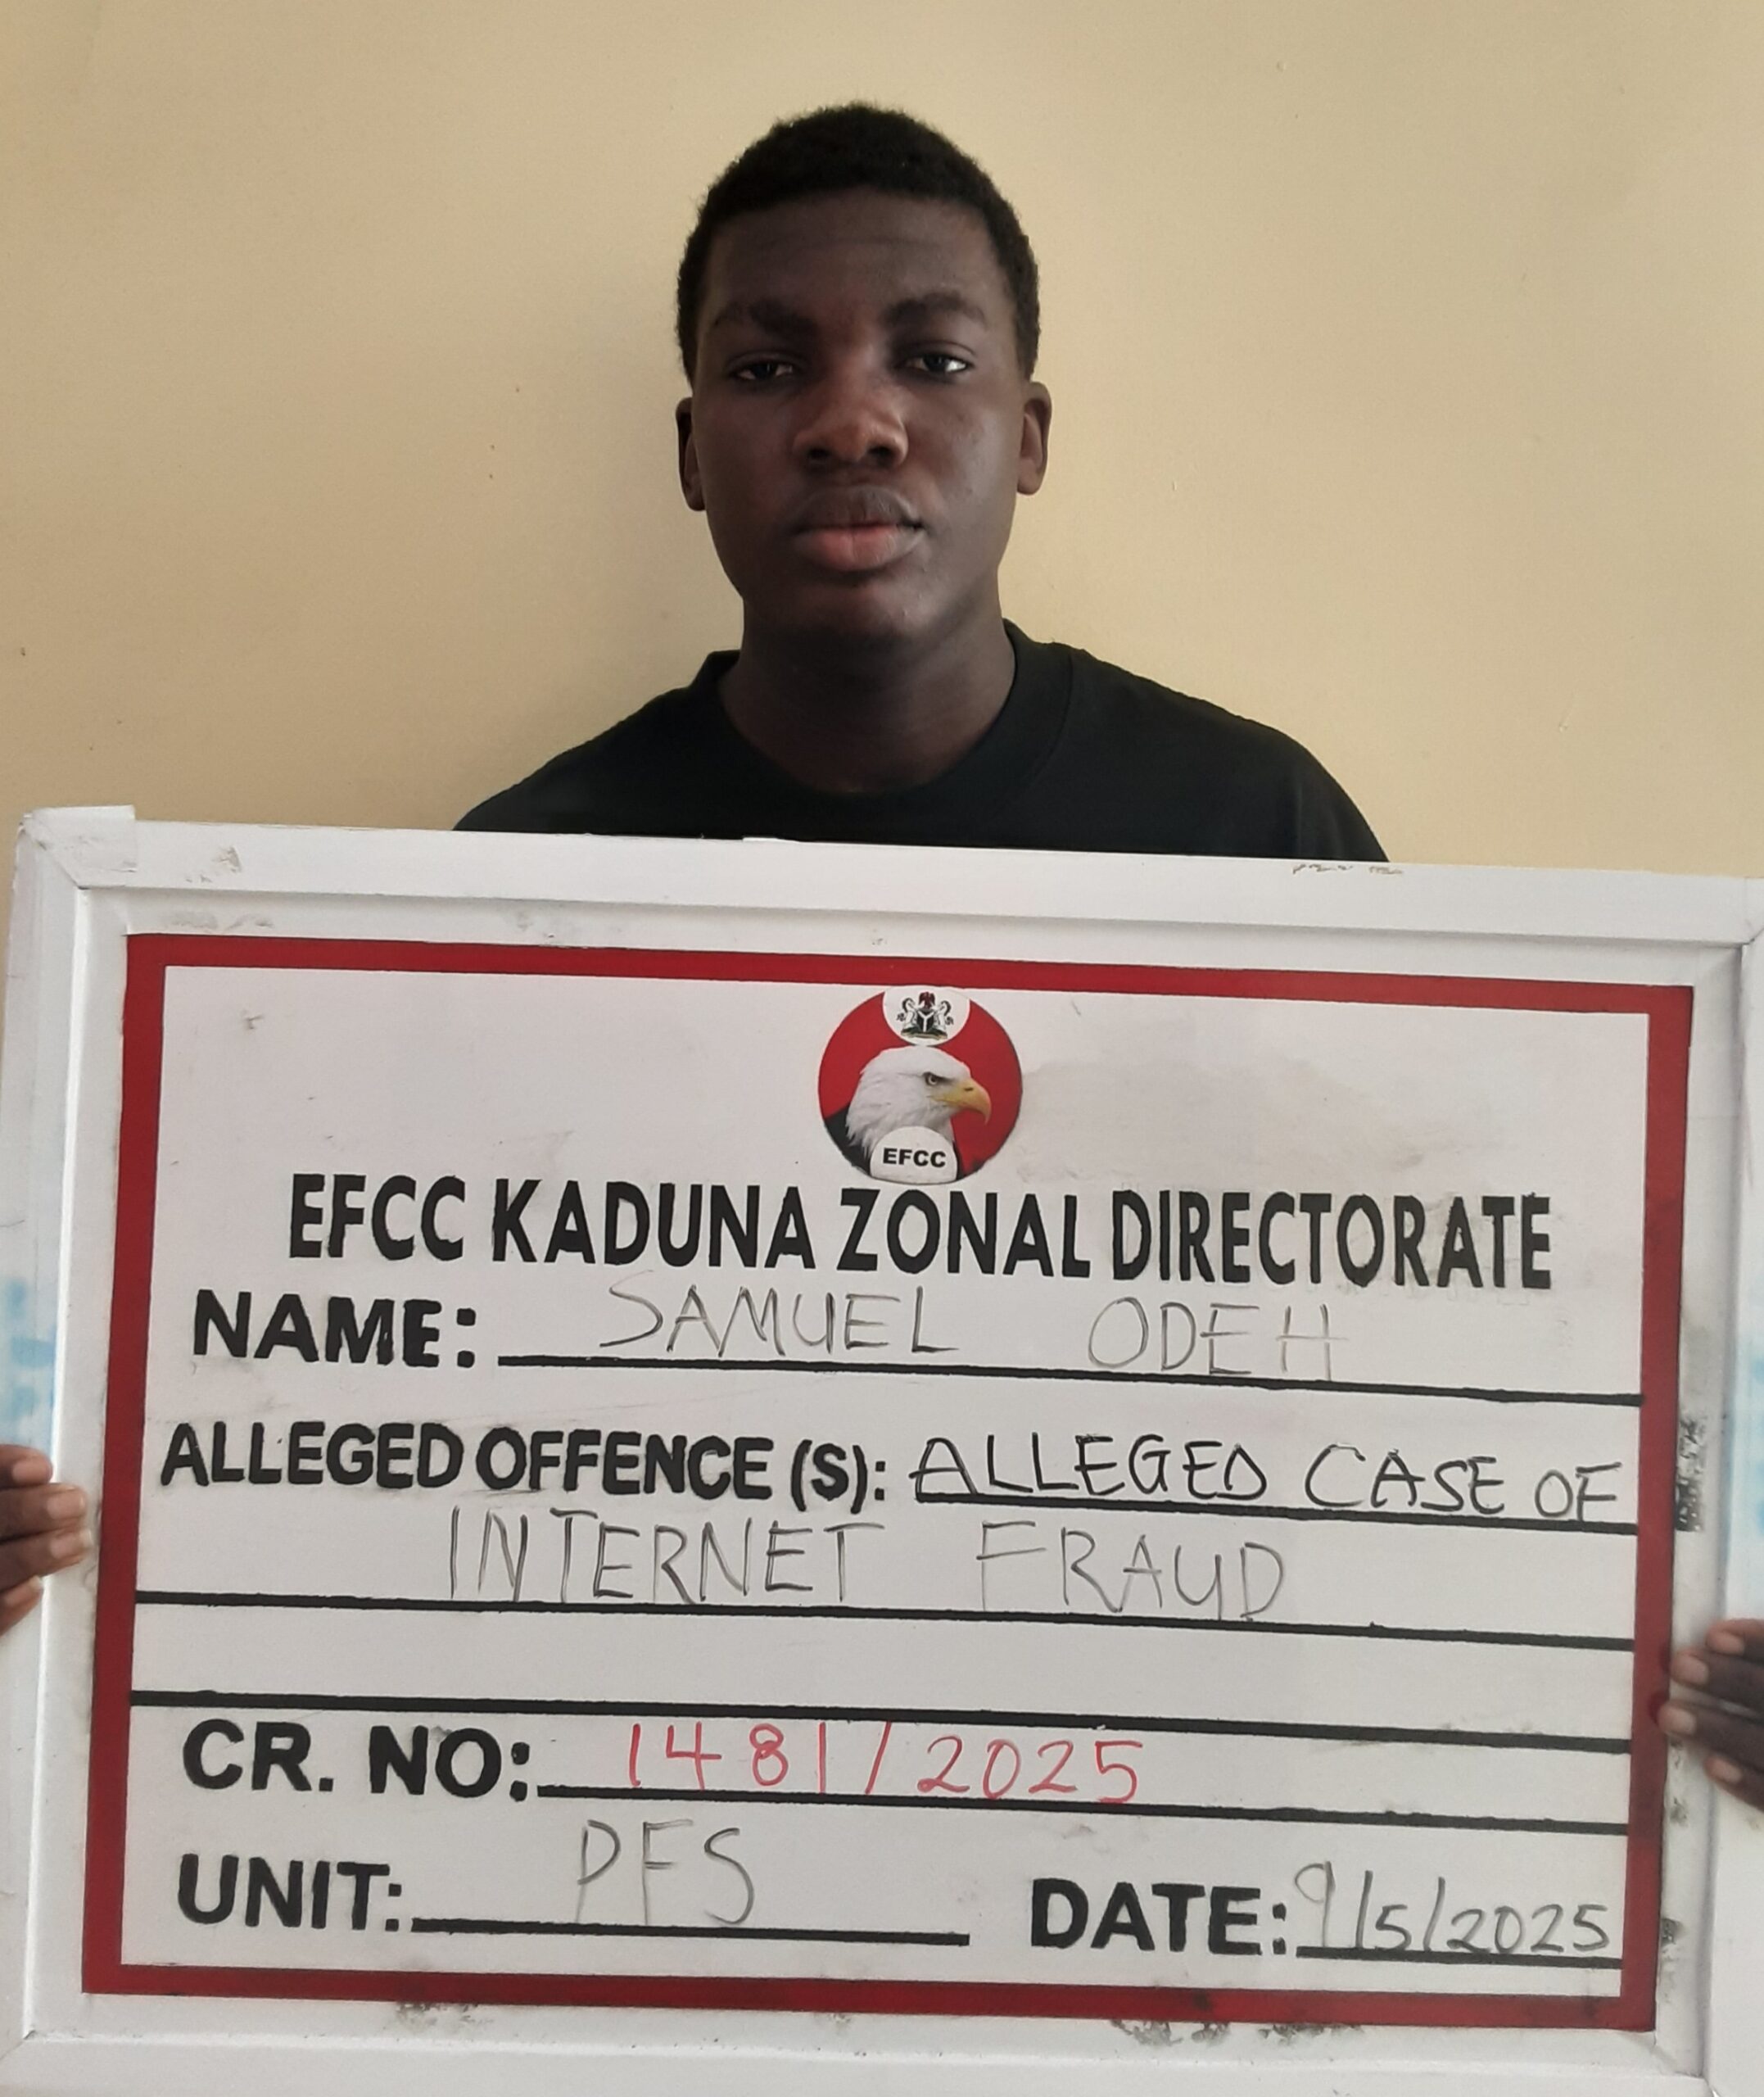 EFCC
EFCC KADUNA ZONAL DIRECTORATE
NAME: SAMUEL ODEH
ALLEGED OFFENCE (S): ALLEGED CASE OF
INTERNET FRAUD
CR. NO: 1481/2025
UNIT: PFS DATE: 9/5/2025